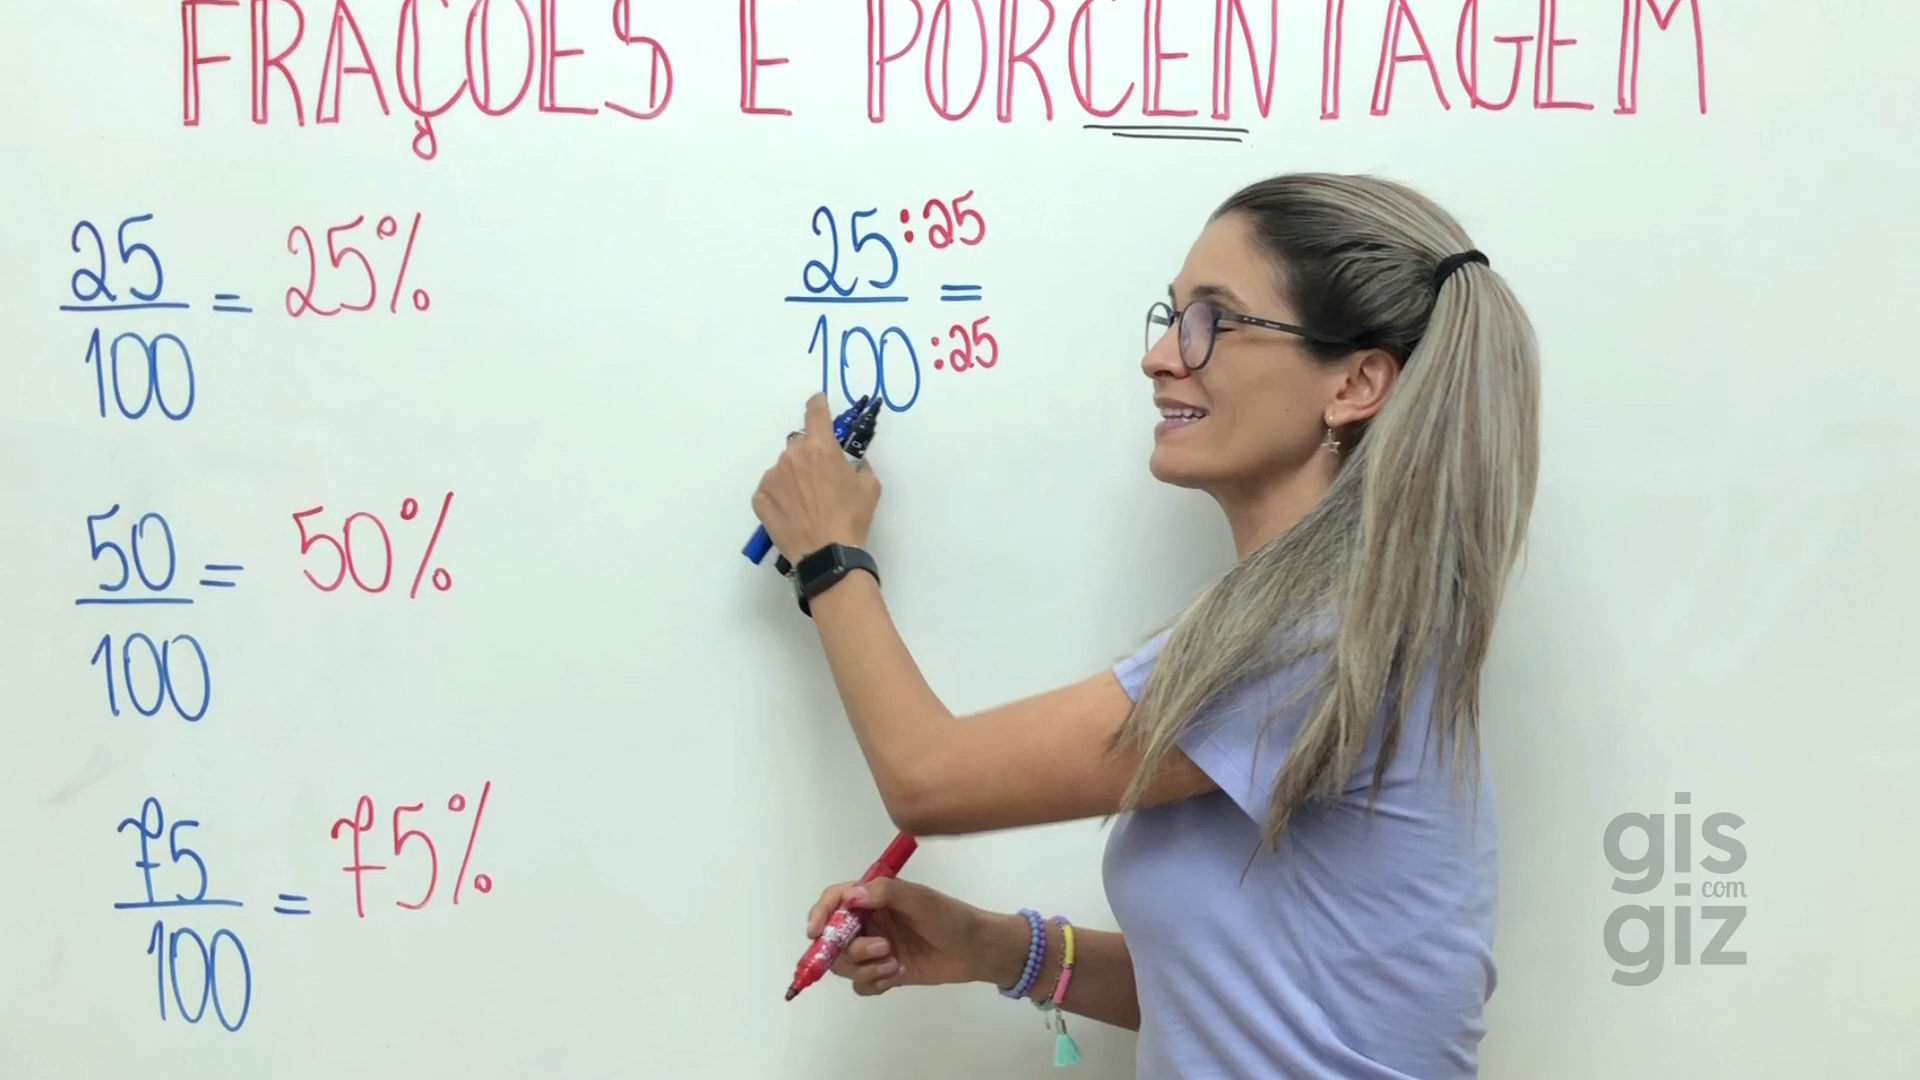 FRAÇÕES E PORCENTAGEM
25/100 = 25%
50/100 = 50%
75/100 = 75%
25:25/100:25 =
gis
com
giz